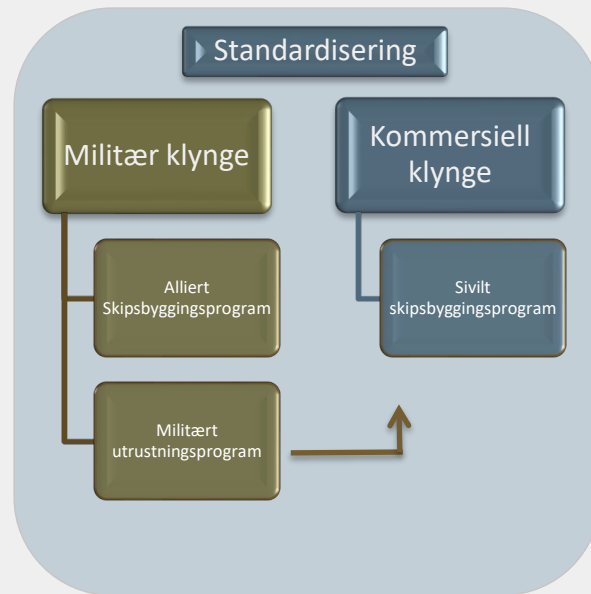 Standardisering
Militær klynge
Alliert
Skipsbyggingsprogram
Militært
utrustningsprogram
Kommersiell
klynge
Sivilt
skipsbyggingsprogram